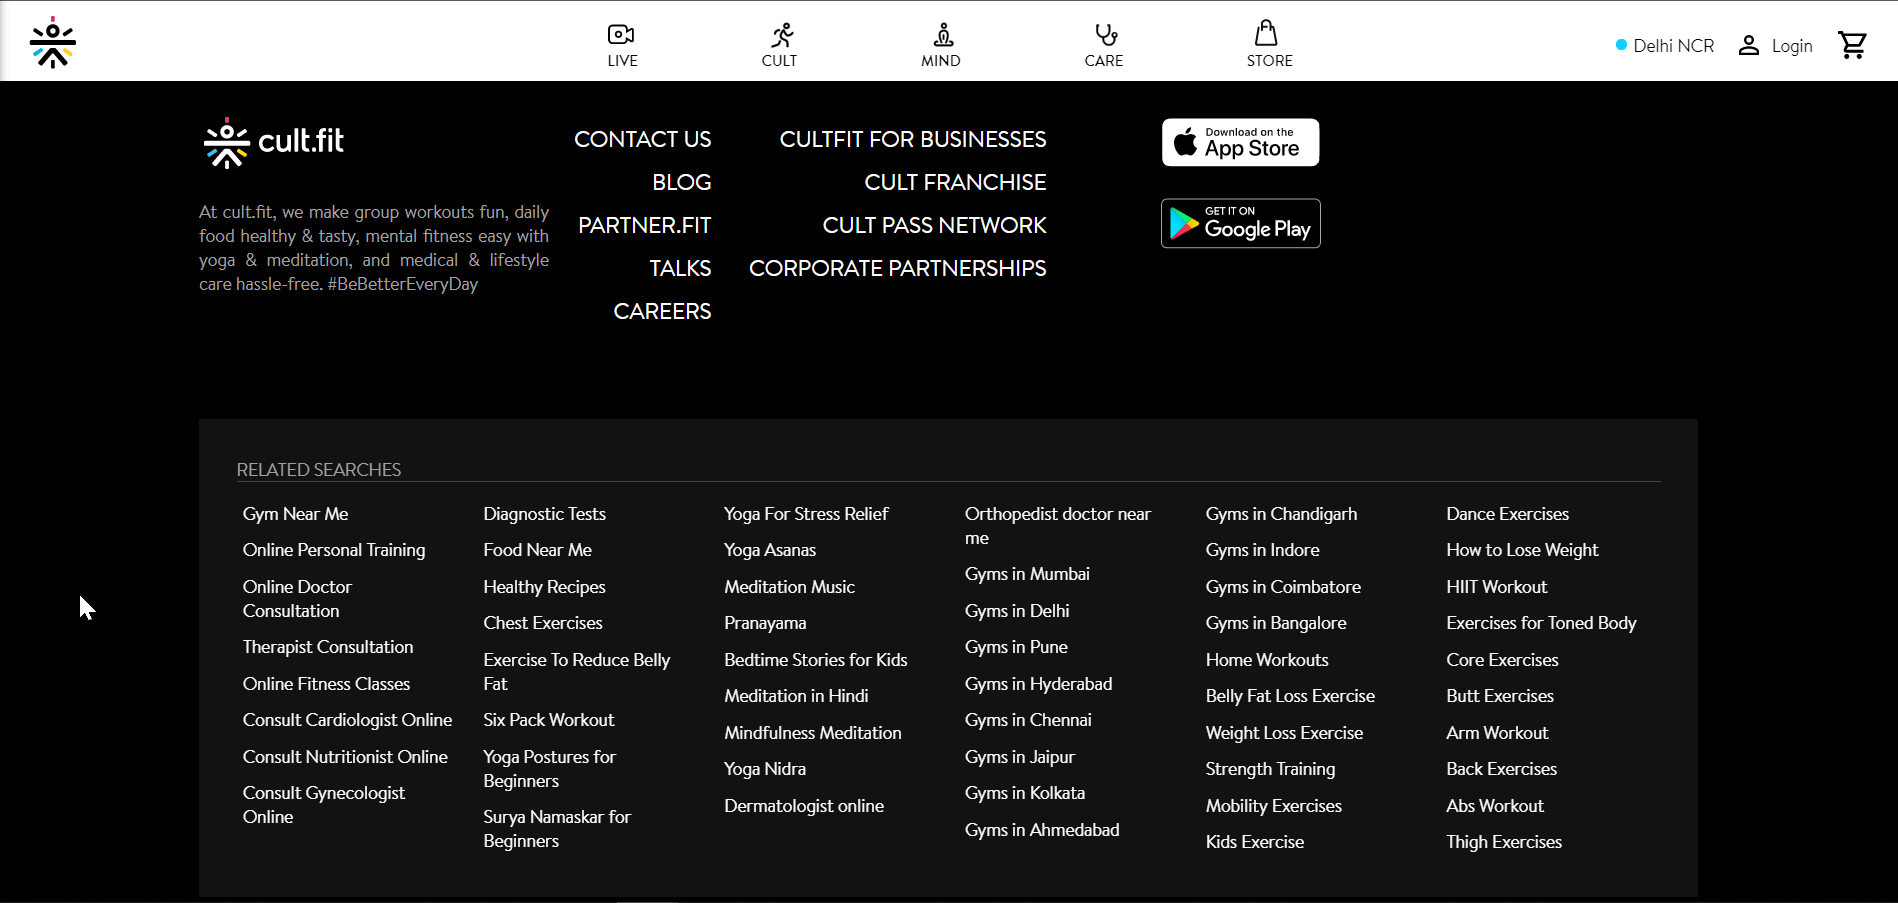 LIVE
CULT
MIND
CARE
STORE
Delhi NCR
Login
cult.fit
At cult.fit, we make group workouts fun, daily
food healthy & tasty, mental fitness easy with
yoga & meditation, and medical & lifestyle
care hassle-free. #BeBetterEveryDay
CONTACT US
BLOG
PARTNER.FIT
TALKS
CAREERS
CULTFIT FOR BUSINESSES
CULT FRANCHISE
CULT PASS NETWORK
CORPORATE PARTNERSHIPS
Download on the
App Store
GET IT ON
Google Play
RELATED SEARCHES
Gym Near Me
Online Personal Training
Online Doctor
Consultation
Therapist Consultation
Online Fitness Classes
Consult Cardiologist Online
Consult Nutritionist Online
Consult Gynecologist
Online
Diagnostic Tests
Food Near Me
Healthy Recipes
Chest Exercises
Exercise To Reduce Belly
Fat
Six Pack Workout
Yoga Postures for
Beginners
Surya Namaskar for
Beginners
Yoga For Stress Relief
Yoga Asanas
Meditation Music
Pranayama
Bedtime Stories for Kids
Meditation in Hindi
Mindfulness Meditation
Yoga Nidra
Dermatologist online
Orthopedist doctor near
me
Gyms in Mumbai
Gyms in Delhi
Gyms in Pune
Gyms in Hyderabad
Gyms in Chennai
Gyms in Jaipur
Gyms in Kolkata
Gyms in Ahmedabad
Gyms in Chandigarh
Gyms in Indore
Gyms in Coimbatore
Gyms in Bangalore
Home Workouts
Belly Fat Loss Exercise
Weight Loss Exercise
Strength Training
Mobility Exercises
Kids Exercise
Dance Exercises
How to Lose Weight
HIIT Workout
Exercises for Toned Body
Core Exercises
Butt Exercises
Arm Workout
Back Exercises
Abs Workout
Thigh Exercises